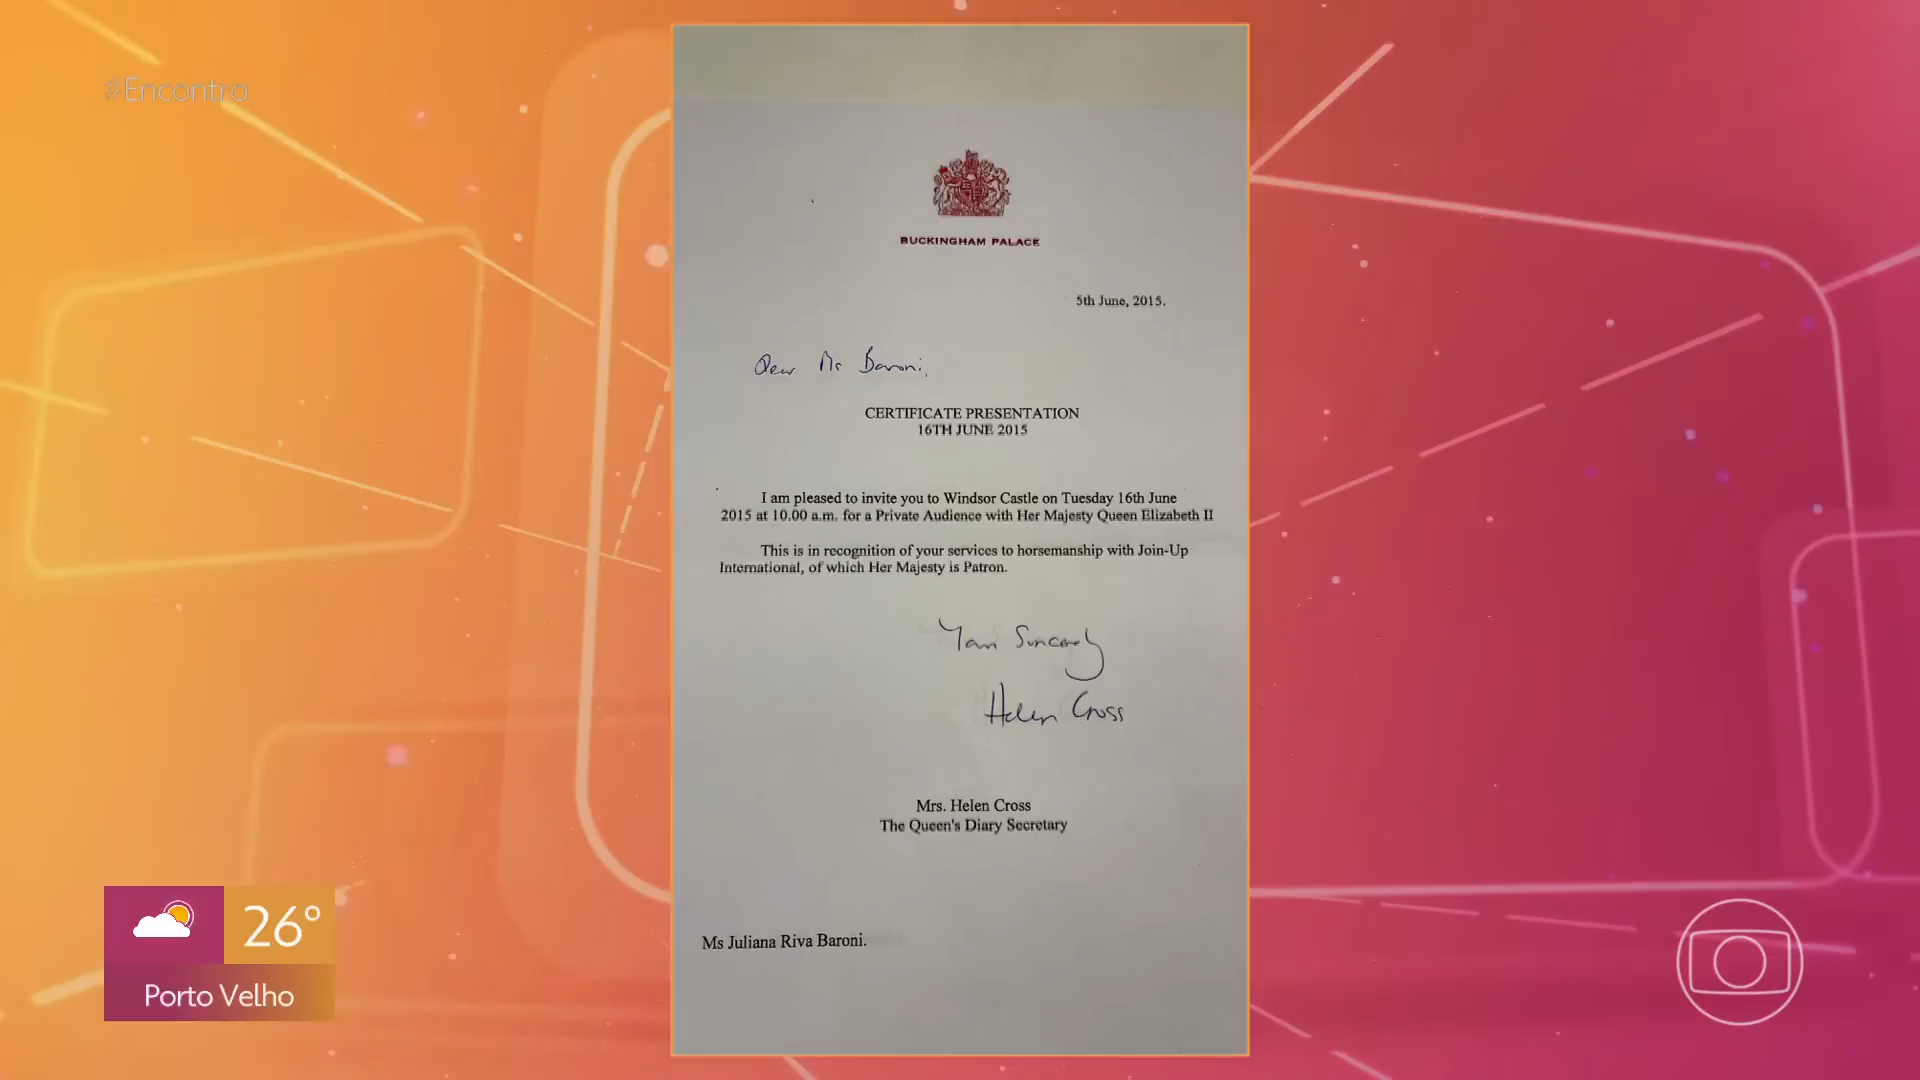 #Encontro
BUCKINGHAM PALACE
5th June, 2015.
Dear Ms Baroni,
CERTIFICATE PRESENTATION
16TH JUNE 2015
I am pleased to invite you to Windsor Castle on Tuesday 16th June
2015 at 10.00 a.m. for a Private Audience with Her Majesty Queen Elizabeth II
This is in recognition of your services to horsemanship with Join-Up
International, of which Her Majesty is Patron.
Yours Sincerely
Helen Cross
Mrs. Helen Cross
The Queen's Diary Secretary
Ms Juliana Riva Baroni.
26°
Porto Velho